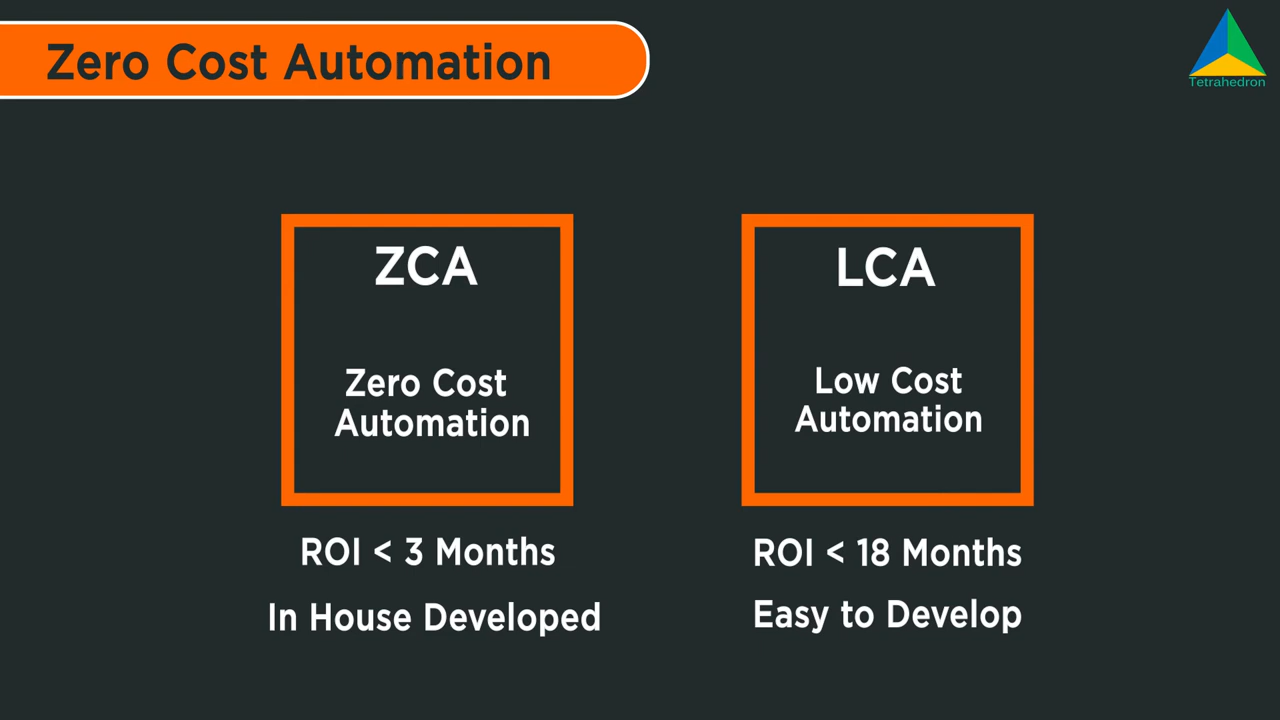 Zero Cost Automation
Tetrahedron
ZCA
Zero Cost
Automation
ROI < 3 Months
In House Developed
LCA
Low Cost
Automation
ROI < 18 Months
Easy to Develop